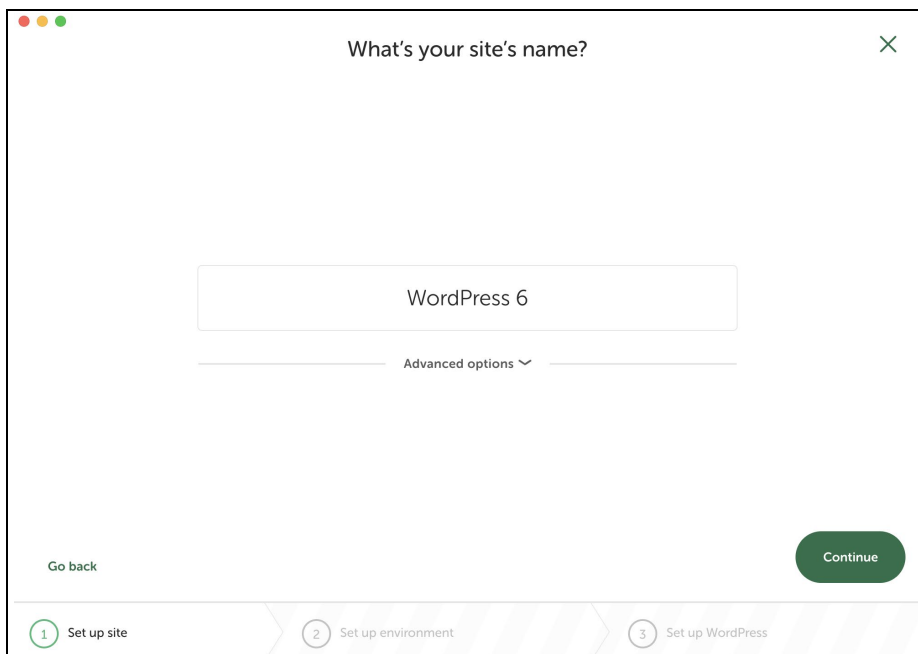 What's your site's name?
WordPress 6
Advanced options
Go back
Continue
1 Set up site
2 Set up environment
3 Set up WordPress